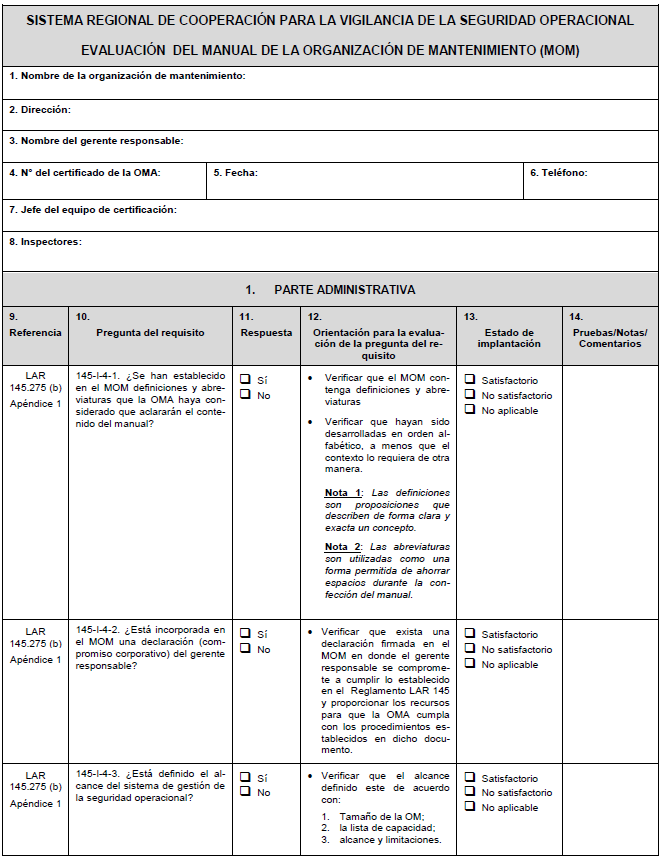 SISTEMA REGIONAL DE COOPERACIÓN PARA LA VIGILANCIA DE LA SEGURIDAD OPERACIONAL
EVALUACIÓN DEL MANUAL DE LA ORGANIZACIÓN DE MANTENIMIENTO (MOM)
1. Nombre de la organización de mantenimiento:
2. Dirección:
3. Nombre del gerente responsable:
4. N° del certificado de la OMA:
5. Fecha:
6. Teléfono:
7. Jefe del equipo de certificación:
8. Inspectores:
1. PARTE ADMINISTRATIVA
9.
Referencia
10.
Pregunta del requisito
11.
Respuesta
12.
Orientación para la evalua-
ción de la pregunta del re-
quisito
13.
Estado de
implantación
14.
Pruebas/Notas/
Comentarios
LAR
145.275 (b)
Apéndice 1
145-I-4-1. ¿Se han establecido
en el MOM definiciones y abre-
viaturas que la OMA haya con-
siderado que aclararán el conte-
nido del manual?
Sí
No
• Verificar que el MOM con-
tenga definiciones y abre-
viaturas
• Verificar que hayan sido
desarrolladas en orden al-
fabético, a menos que el
contexto lo requiera de otra
manera.
Nota 1: Las definiciones
son proposiciones que
describen de forma clara y
exacta un concepto.
Nota 2: Las abreviaturas
son utilizadas como una
forma permitida de ahorrar
espacios durante la con-
fección del manual.
Satisfactorio
No satisfactorio
No aplicable
LAR
145.275 (b)
Apéndice 1
145-I-4-2. ¿Está incorporada en
el MOM una declaración (com-
promiso corporativo) del gerente
responsable?
Sí
No
• Verificar que exista una
declaración firmada en el
MOM en donde el gerente
responsable se comprome-
te a cumplir lo establecido
en el Reglamento LAR 145
y proporcionar los recursos
para que la OMA cumpla
con los procedimientos es-
tablecidos en dicho docu-
mento.
Satisfactorio
No satisfactorio
No aplicable
LAR
145.275 (b)
Apéndice 1
145-I-4-3. ¿Está definido el al-
cance del sistema de gestión de
la seguridad operacional?
Sí
No
• Verificar que el alcance
definido este de acuerdo
con:
1. Tamaño de la OM;
2. la lista de capacidad;
3. alcance y limitaciones.
Satisfactorio
No satisfactorio
No aplicable